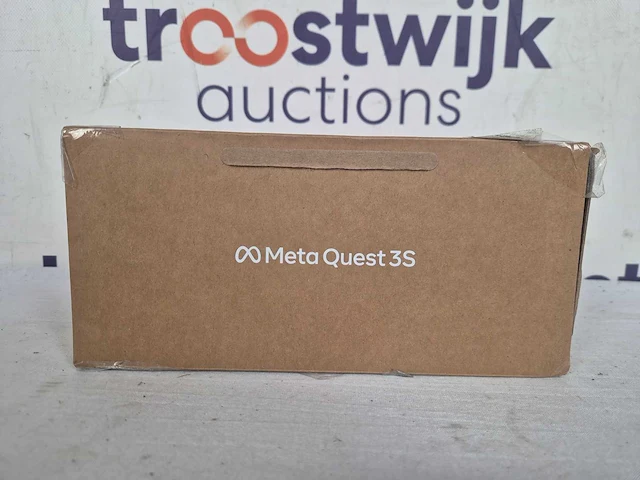 troostwijk
auctions
Meta Quest 3S